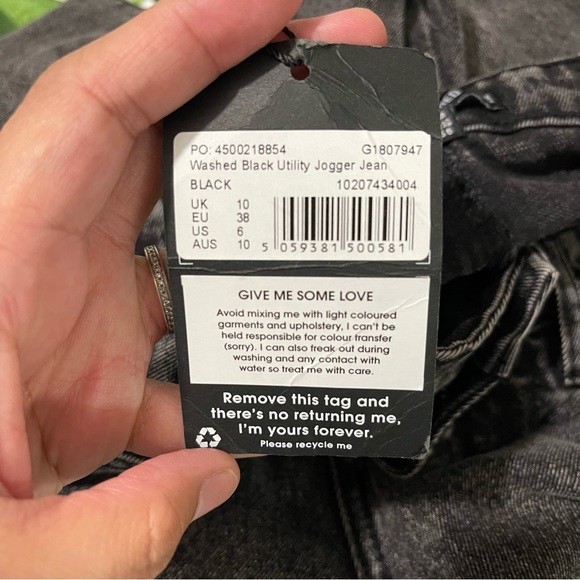 PO: 4500218854 G1807947
Washed Black Utility Jogger Jean
BLACK 10207434004
UK 10
EU 38
US 6
AUS 10
5 059381 500581
GIVE ME SOME LOVE
Avoid mixing me with light coloured
garments and upholstery, I can't be
held responsible for colour transfer
(sorry). I can also freak out during
washing and any contact with
water so treat me with care.
Remove this tag and
there's no returning me,
I'm yours forever.
Please recycle me